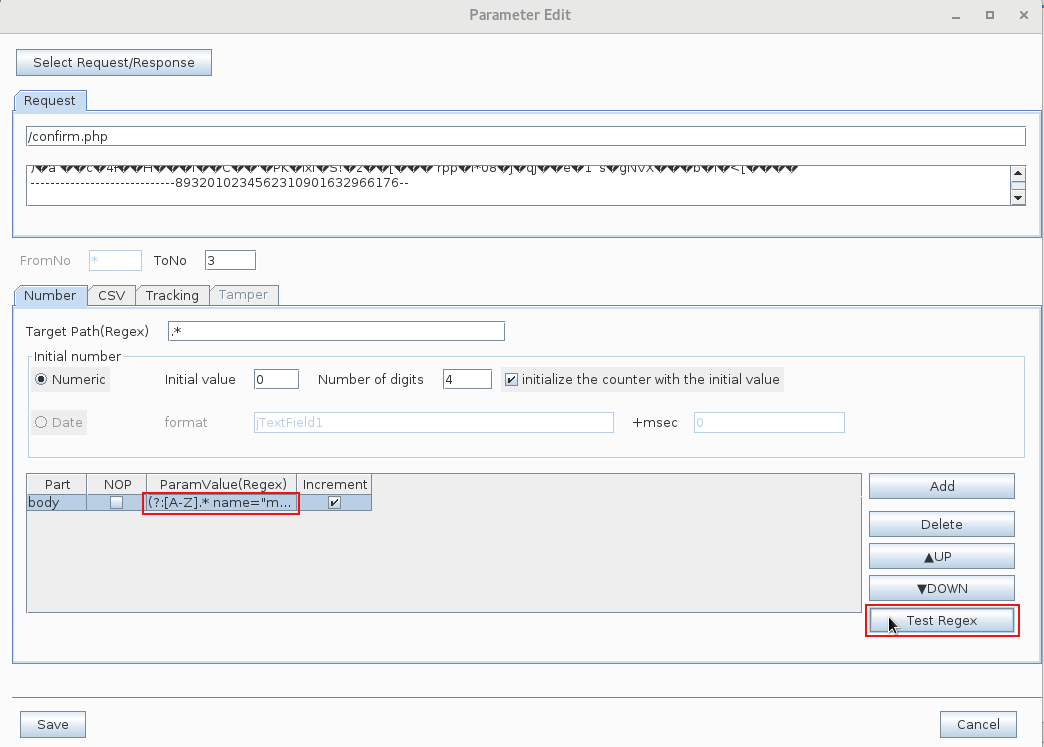 Parameter Edit
Select Request/Response
Request
/confirm.php
----------------------------8932010234562310901632966176--
FromNo * ToNo 3
Number CSV Tracking Tamper
Target Path(Regex) .*
Initial number
Numeric Initial value 0 Number of digits 4 initialize the counter with the initial value
Date format jTextField1 +msec 0
Part NOP ParamValue(Regex) Increment
body (?:[A-Z].* name="m...
Add
Delete
▲UP
▼DOWN
Test Regex
Save Cancel